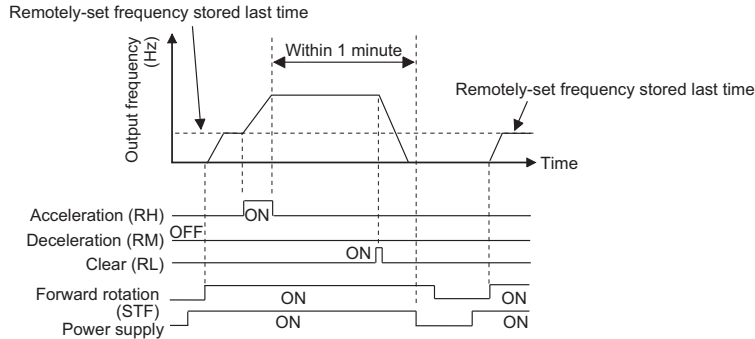 Remotely-set frequency stored last time
Output frequency
(Hz)
Within 1 minute
Remotely-set frequency stored last time
Time
Acceleration (RH)
ON
Deceleration (RM)
OFF
Clear (RL)
ON
Forward rotation
(STF)
ON
ON
Power supply
ON
ON